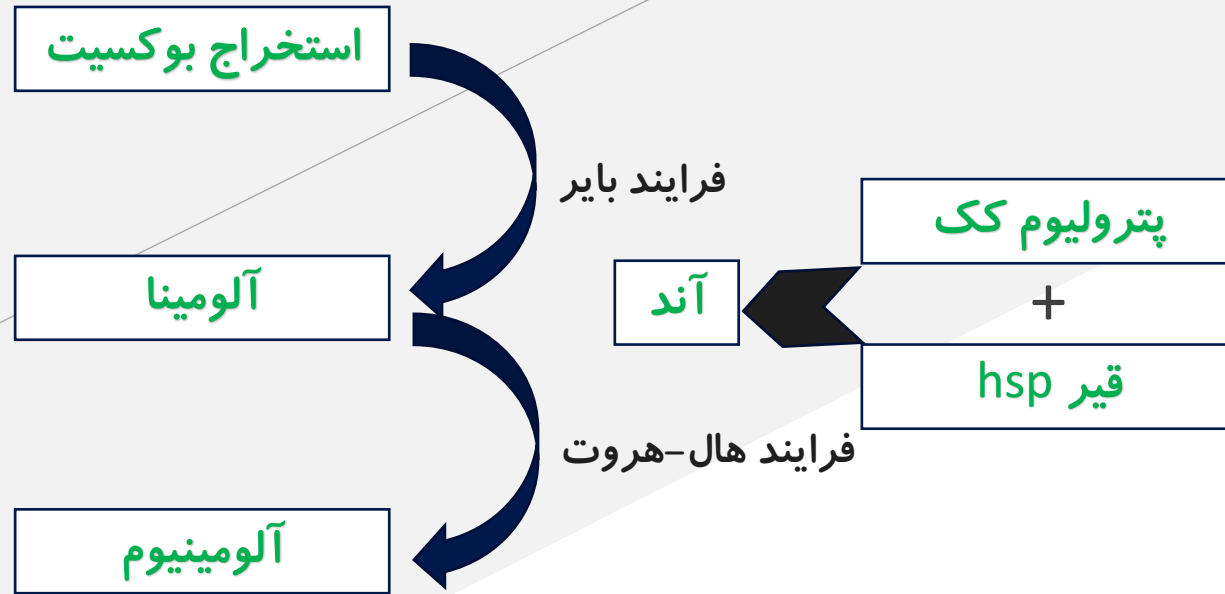 استخراج بوکسیت
فرایند بایر
پترولیوم کک
آلومینا
آند
+
قیر hsp
فرایند هال-هروت
آلومینیوم